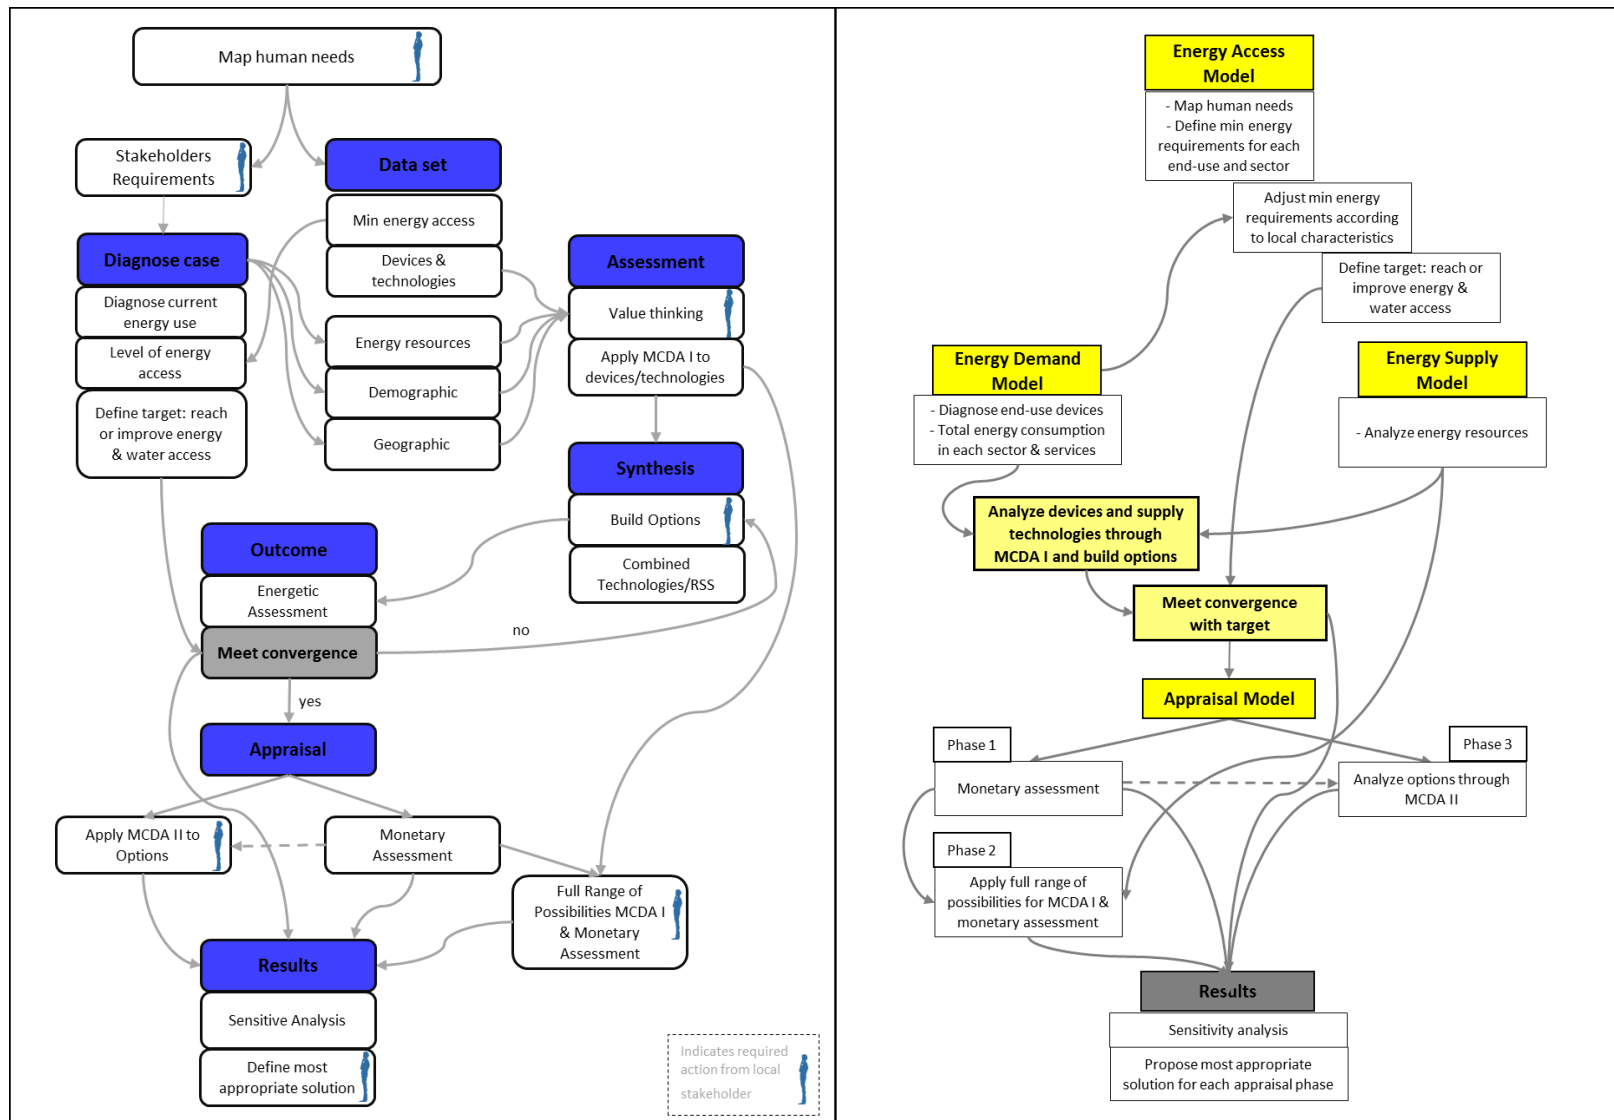 Map human needs
Stakeholders
Requirements
Data set
Min energy access
Devices &
technologies
Energy resources
Demographic
Geographic
Diagnose case
Diagnose current
energy use
Level of energy
access
Define target: reach
or improve energy
& water access
Assessment
Value thinking
Apply MCDA I to
devices/technologies
Synthesis
Build Options
Combined
Technologies/RSS
Outcome
Energetic
Assessment
Meet convergence
no
yes
Appraisal
Apply MCDA II to
Options
Monetary
Assessment
Full Range of
Possibilities MCDA I
& Monetary
Assessment
Results
Sensitive Analysis
Define most
appropriate solution
Indicates required
action from local
stakeholder
Energy Access
Model
- Map human needs
- Define min energy
requirements for each
end-use and sector
Adjust min energy
requirements according
to local characteristics
Define target: reach or
improve energy &
water access
Energy Demand
Model
- Diagnose end-use devices
- Total energy consumption
in each sector & services
Energy Supply
Model
- Analyze energy resources
Analyze devices and supply
technologies through
MCDA I and build options
Meet convergence
with target
Appraisal Model
Phase 1
Monetary assessment
Phase 3
Analyze options through
MCDA II
Phase 2
Apply full range of
possibilities for MCDA I &
monetary assessment
Results
Sensitivity analysis
Propose most appropriate
solution for each appraisal phase